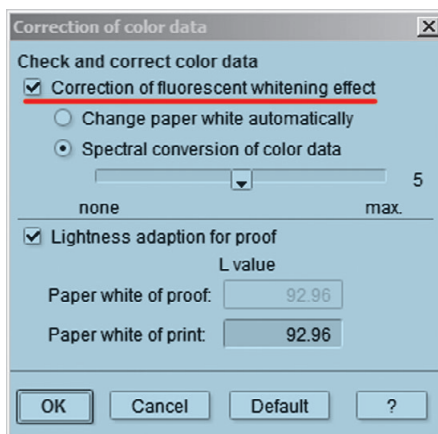 Correction of color data
Check and correct color data
Correction of fluorescent whitening effect
Change paper white automatically
Spectral conversion of color data
5
none max.
Lightness adaption for proof
L value
Paper white of proof: 92.96
Paper white of print: 92.96
OK Cancel Default ?